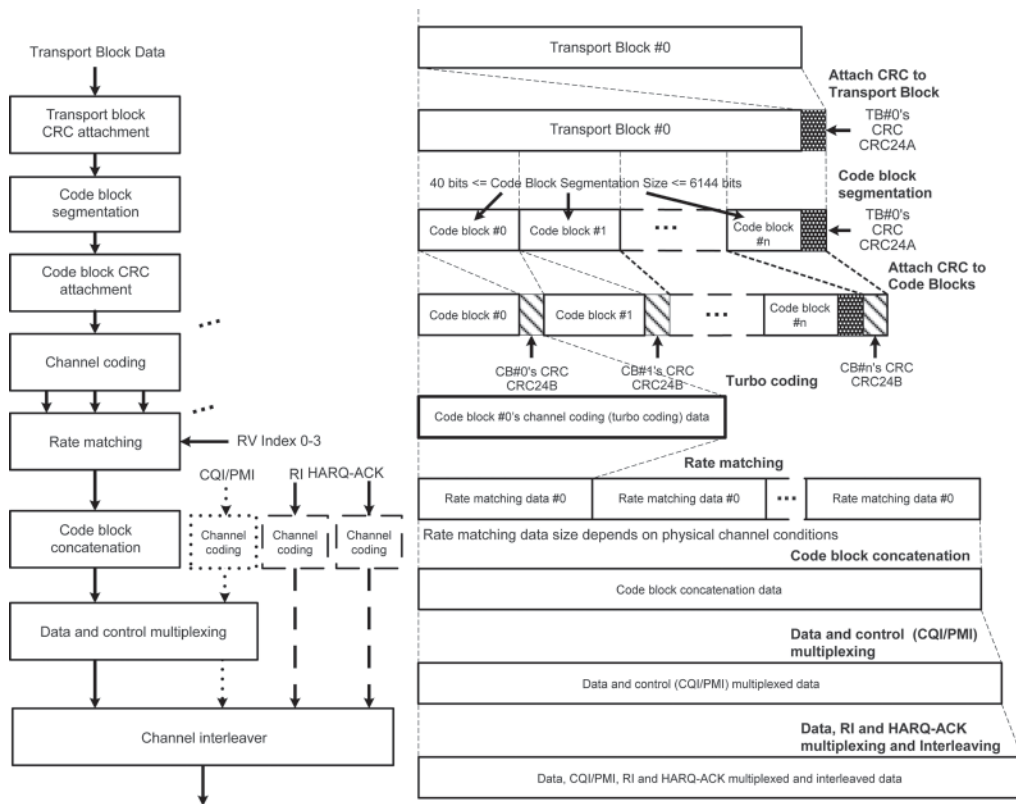 Transport Block Data
Transport block
CRC attachment
Code block
segmentation
Code block CRC
attachment
...
Channel coding
...
Rate matching
RV Index 0-3
CQI/PMI
RI HARQ-ACK
Code block
concatenation
Channel
coding
Channel
coding
Channel
coding
Data and control multiplexing
Channel interleaver
Transport Block #0
Attach CRC to
Transport Block
Transport Block #0
TB#0's
CRC
CRC24A
40 bits <= Code Block Segmentation Size <= 6144 bits
Code block
segmentation
Code block #0
Code block #1
...
Code block
#n
TB#0's
CRC
CRC24A
Attach CRC to
Code Blocks
Code block #0
Code block #1
...
Code block
#n
CB#0's CRC
CRC24B
CB#1's CRC
CRC24B
CB#n's CRC
CRC24B
Turbo coding
Code block #0's channel coding (turbo coding) data
Rate matching
Rate matching data #0
Rate matching data #0
...
Rate matching data #0
Rate matching data size depends on physical channel conditions
Code block concatenation
Code block concatenation data
Data and control (CQI/PMI)
multiplexing
Data and control (CQI/PMI) multiplexed data
Data, RI and HARQ-ACK
multiplexing and Interleaving
Data, CQI/PMI, RI and HARQ-ACK multiplexed and interleaved data